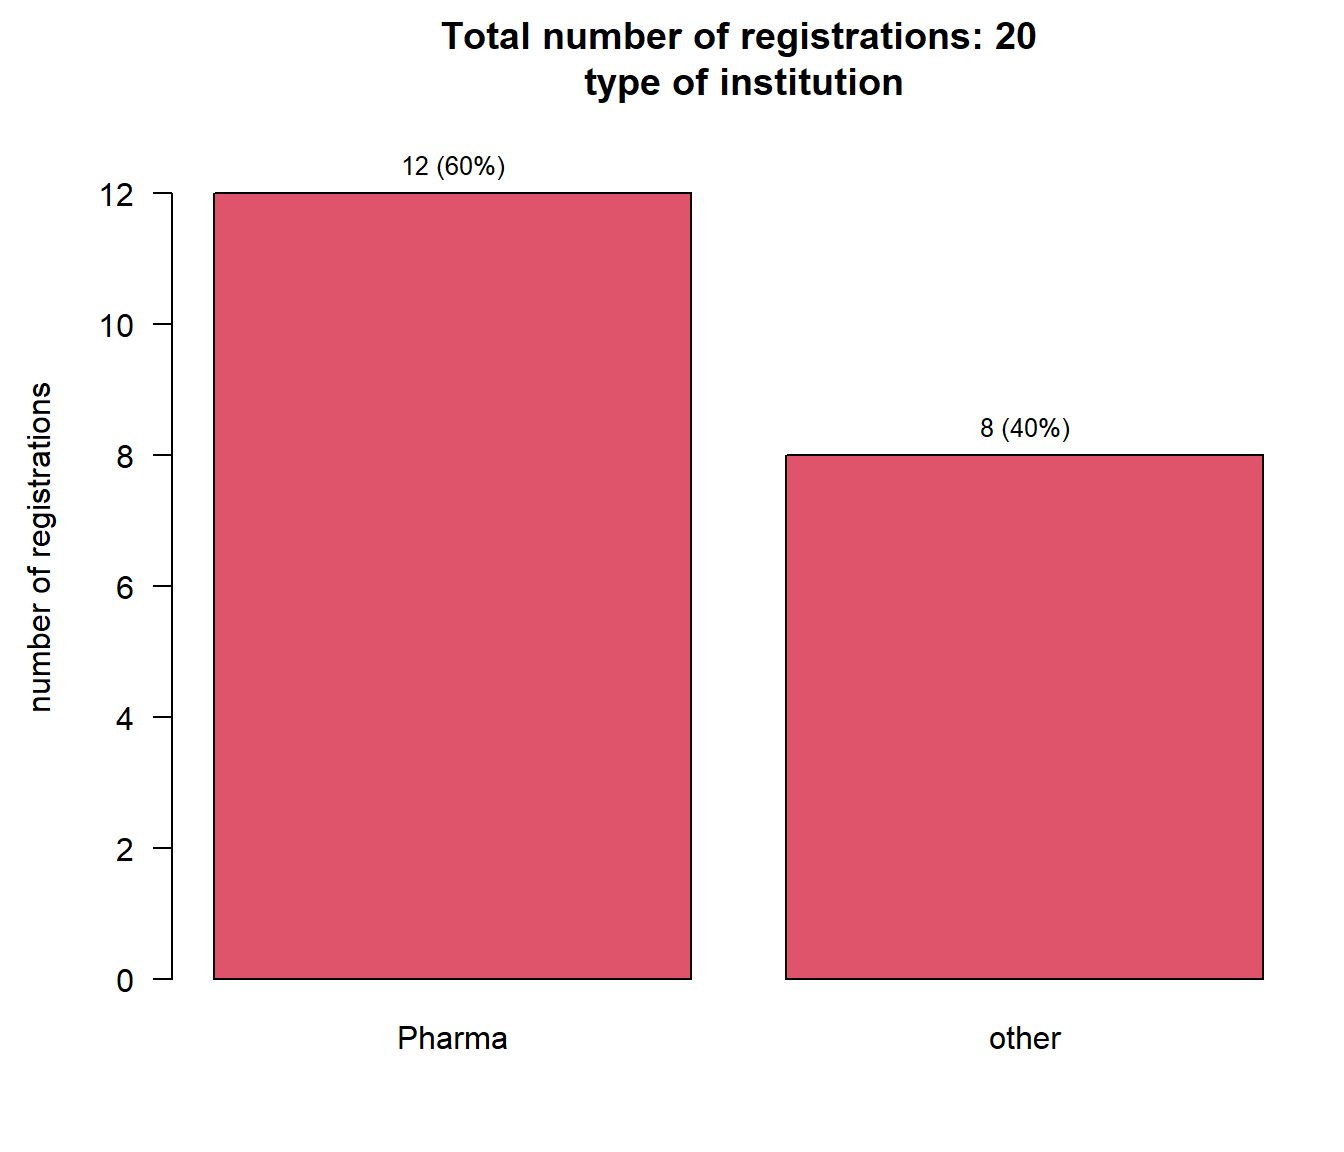 Total number of registrations: 20
type of institution
12 (60%)
8 (40%)
number of registrations
12
10
8
6
4
2
0
Pharma
other